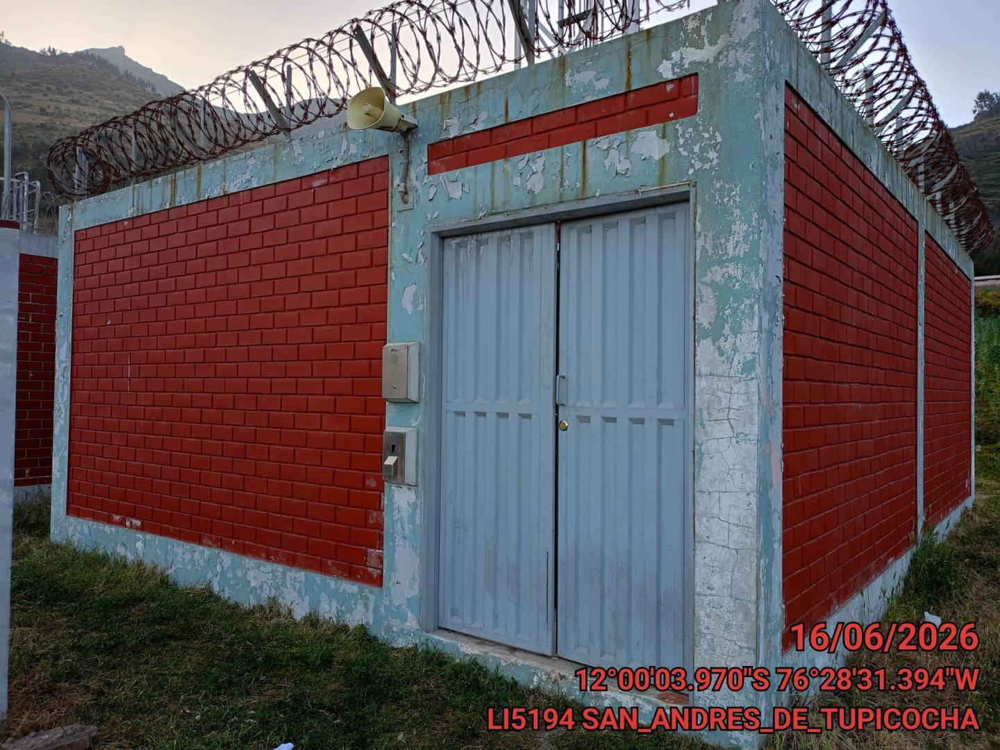 16/06/2026
12°00'03.970"S 76°28'31.394"W
LI5194 SAN_ANDRES_DE_TUPICOCHA